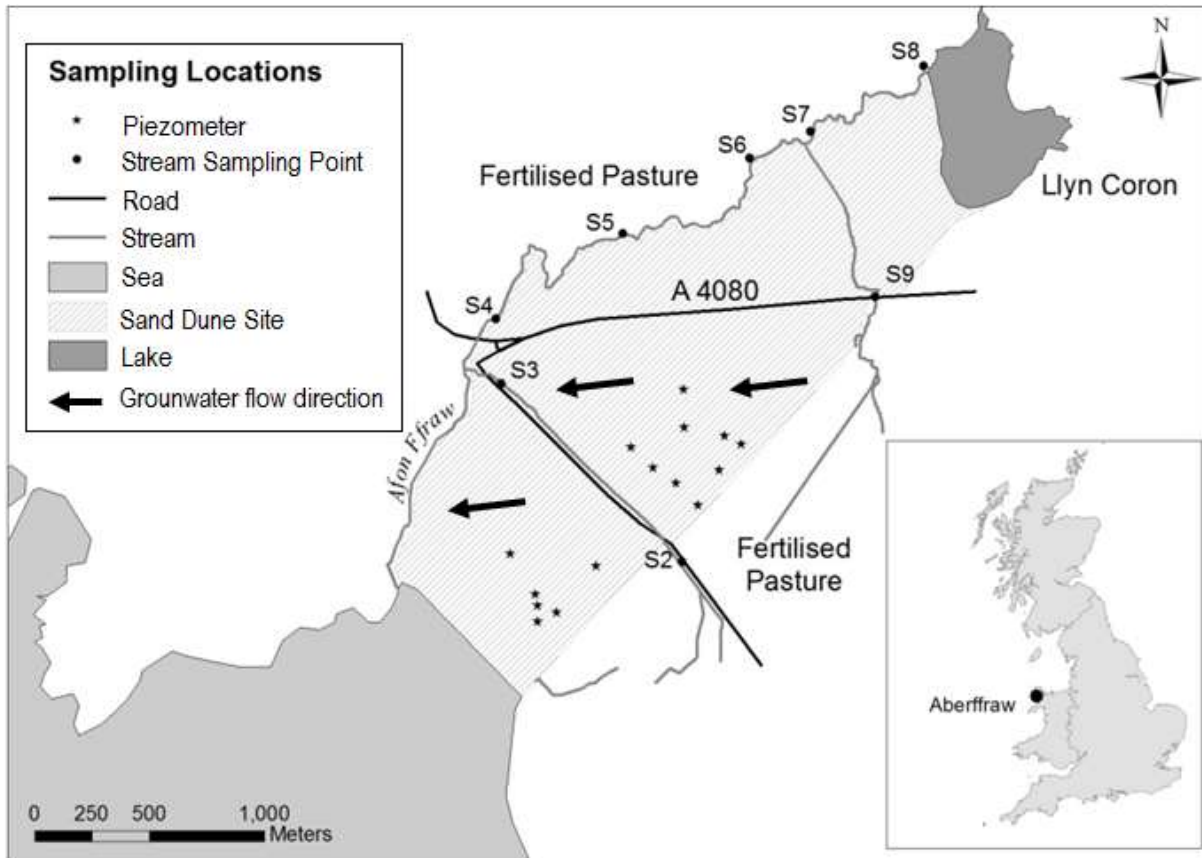 Sampling Locations
Piezometer
Stream Sampling Point
Road
Stream
Sea
Sand Dune Site
Lake
Grounwater flow direction
N
S8
S7
S6
Fertilised Pasture
Llyn Coron
S5
S9
A 4080
S4
S3
Afon Ffraw
S2
Fertilised
Pasture
Aberffraw
0 250 500 1,000
Meters